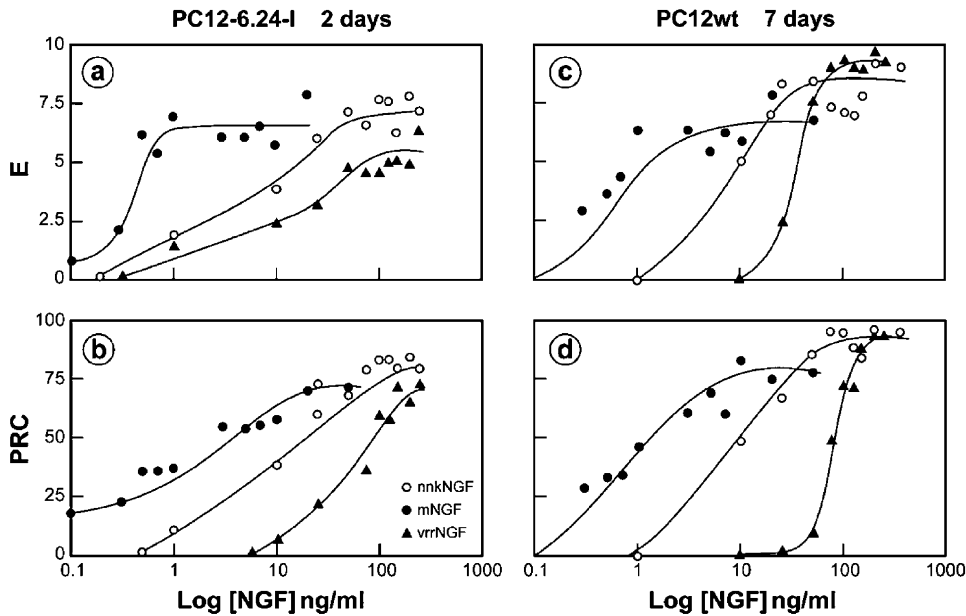 PC12-6.24-I 2 days
PC12wt 7 days
10
7.5
5
2.5
0
E
a
c
100
75
50
25
0
PRC
b
nnkNGF
mNGF
vrrNGF
d
0.1 1 10 100 1000
0.1 1 10 100 1000
Log [NGF] ng/ml
Log [NGF] ng/ml